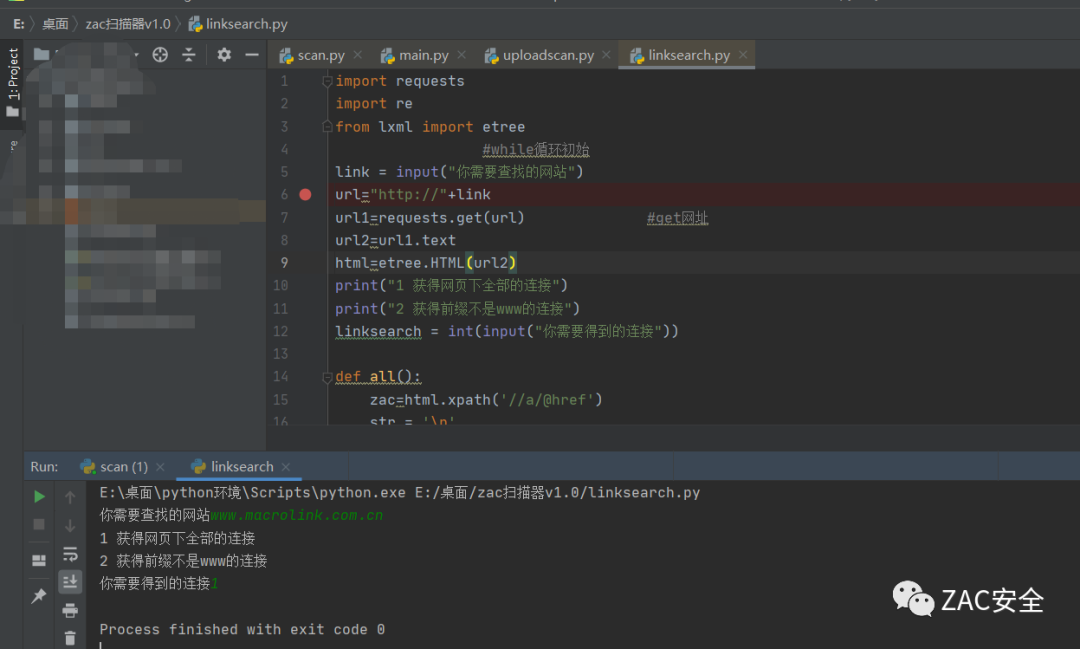 E: 桌面 zac扫描器v1.0 linksearch.py
1: Project
scan.py main.py uploadscan.py linksearch.py
1 import requests
2 import re
3 from lxml import etree
4 #while循环初始
5 link = input("你需要查找的网站")
6 url="http://"+link
7 url1=requests.get(url) #get网址
8 url2=url1.text
9 html=etree.HTML(url2)
10 print("1 获得网页下全部的连接")
11 print("2 获得前缀不是www的连接")
12 linksearch = int(input("你需要得到的连接"))
13
14 def all():
15 zac=html.xpath('//a/@href')
16 str = '\n'
Run: scan (1) linksearch
E:\桌面\python环境\Scripts\python.exe E:/桌面/zac扫描器v1.0/linksearch.py
你需要查找的网站www.macrolink.com.cn
1 获得网页下全部的连接
2 获得前缀不是www的连接
你需要得到的连接1
Process finished with exit code 0
ZAC安全